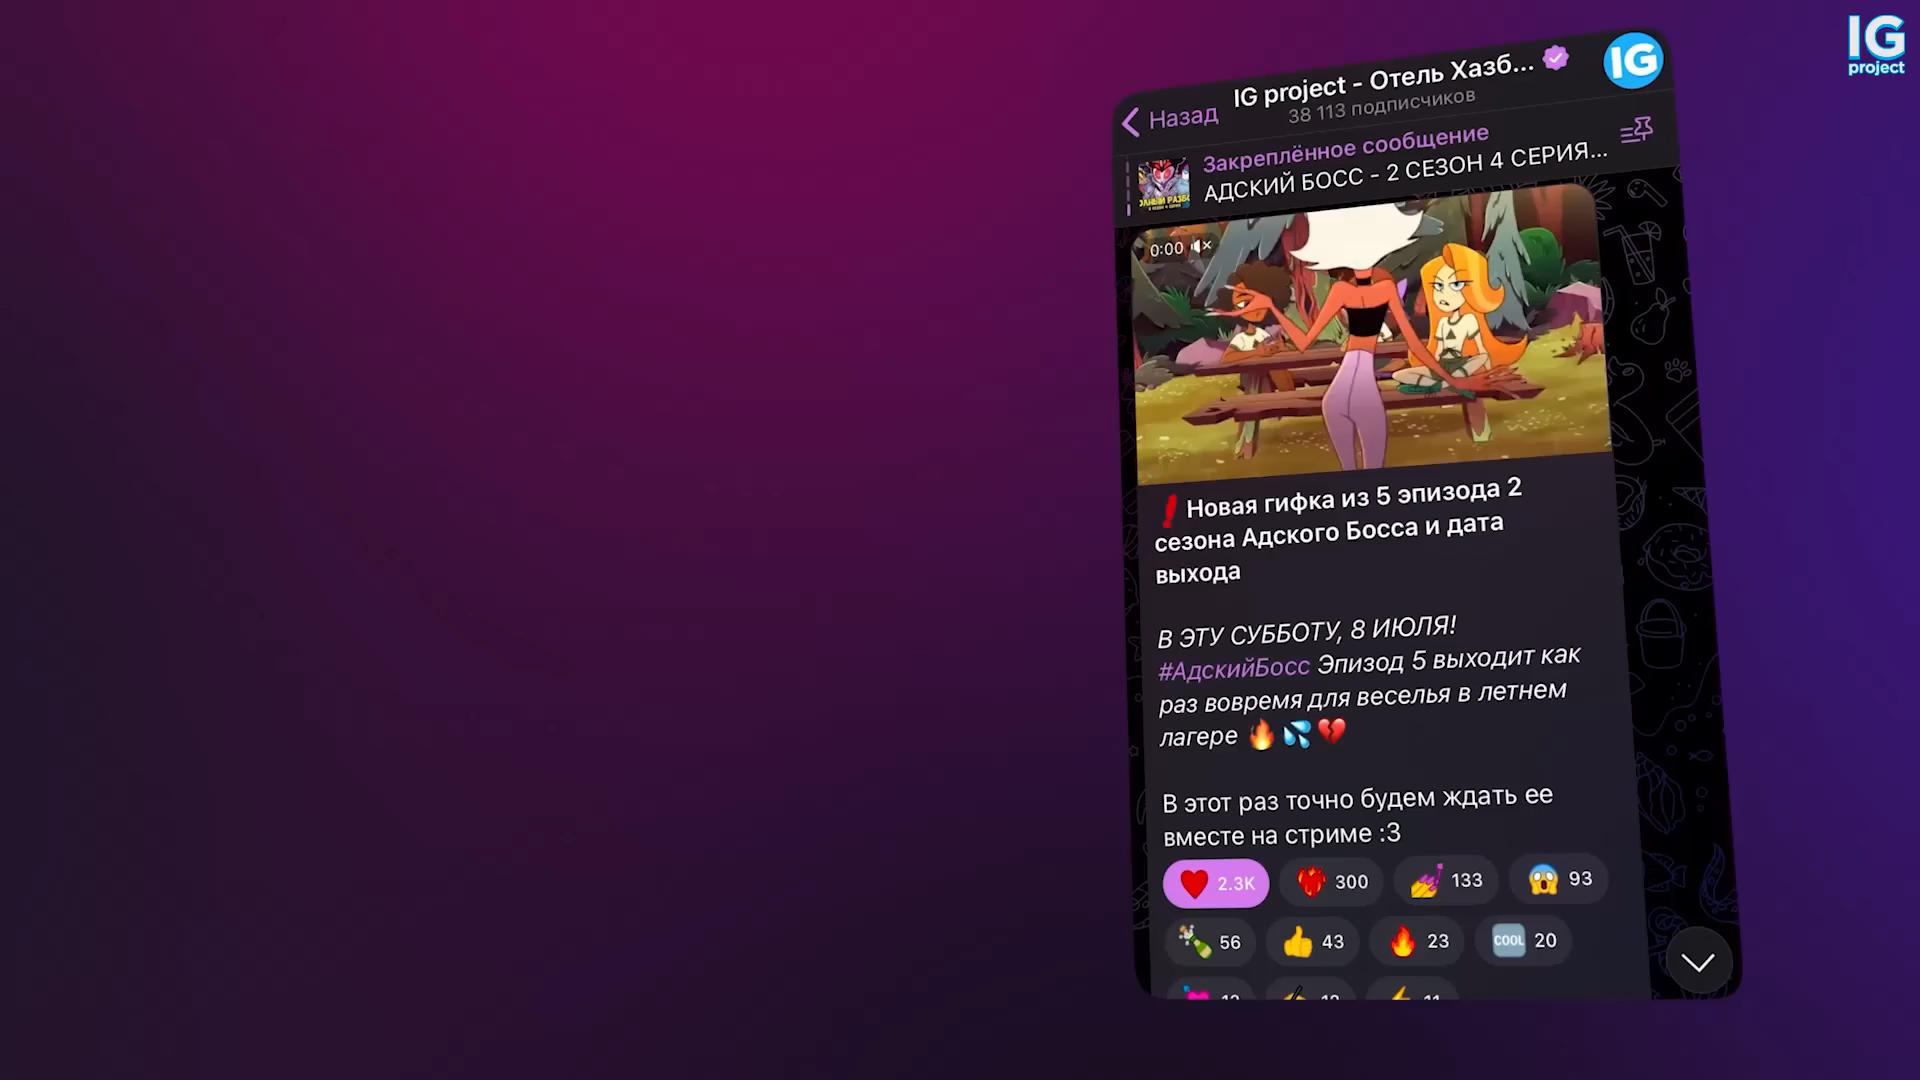 IG
project
Назад
IG project - Отель Хазб...
IG
38 113 подписчиков
Закреплённое сообщение
АДСКИЙ БОСС - 2 СЕЗОН 4 СЕРИЯ...
0:00
❗Новая гифка из 5 эпизода 2
сезона Адского Босса и дата
выхода
В ЭТУ СУББОТУ, 8 ИЮЛЯ!
#АдскийБосс Эпизод 5 выходит как
раз вовремя для веселья в летнем
лагере 🔥💦💔
В этот раз точно будем ждать ее
вместе на стриме :3
2.3K 300 133 93
56 43 23 COOL 20